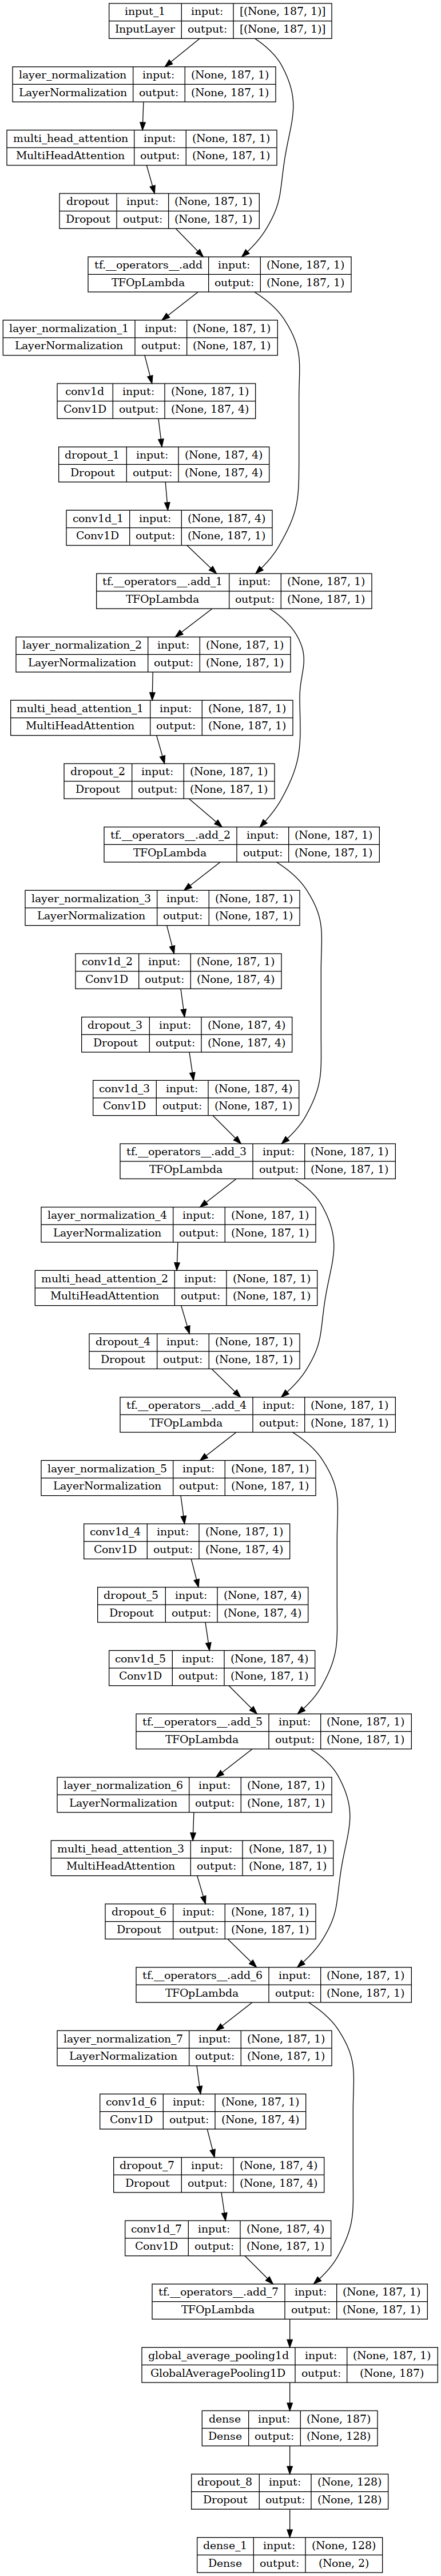 input_1 input: [(None, 187, 1)]
InputLayer output: [(None, 187, 1)]
layer_normalization input: (None, 187, 1)
LayerNormalization output: (None, 187, 1)
multi_head_attention input: (None, 187, 1)
MultiHeadAttention output: (None, 187, 1)
dropout input: (None, 187, 1)
Dropout output: (None, 187, 1)
tf.__operators__.add input: (None, 187, 1)
TFOpLambda output: (None, 187, 1)
layer_normalization_1 input: (None, 187, 1)
LayerNormalization output: (None, 187, 1)
conv1d input: (None, 187, 1)
Conv1D output: (None, 187, 4)
dropout_1 input: (None, 187, 4)
Dropout output: (None, 187, 4)
conv1d_1 input: (None, 187, 4)
Conv1D output: (None, 187, 1)
tf.__operators__.add_1 input: (None, 187, 1)
TFOpLambda output: (None, 187, 1)
layer_normalization_2 input: (None, 187, 1)
LayerNormalization output: (None, 187, 1)
multi_head_attention_1 input: (None, 187, 1)
MultiHeadAttention output: (None, 187, 1)
dropout_2 input: (None, 187, 1)
Dropout output: (None, 187, 1)
tf.__operators__.add_2 input: (None, 187, 1)
TFOpLambda output: (None, 187, 1)
layer_normalization_3 input: (None, 187, 1)
LayerNormalization output: (None, 187, 1)
conv1d_2 input: (None, 187, 1)
Conv1D output: (None, 187, 4)
dropout_3 input: (None, 187, 4)
Dropout output: (None, 187, 4)
conv1d_3 input: (None, 187, 4)
Conv1D output: (None, 187, 1)
tf.__operators__.add_3 input: (None, 187, 1)
TFOpLambda output: (None, 187, 1)
layer_normalization_4 input: (None, 187, 1)
LayerNormalization output: (None, 187, 1)
multi_head_attention_2 input: (None, 187, 1)
MultiHeadAttention output: (None, 187, 1)
dropout_4 input: (None, 187, 1)
Dropout output: (None, 187, 1)
tf.__operators__.add_4 input: (None, 187, 1)
TFOpLambda output: (None, 187, 1)
layer_normalization_5 input: (None, 187, 1)
LayerNormalization output: (None, 187, 1)
conv1d_4 input: (None, 187, 1)
Conv1D output: (None, 187, 4)
dropout_5 input: (None, 187, 4)
Dropout output: (None, 187, 4)
conv1d_5 input: (None, 187, 4)
Conv1D output: (None, 187, 1)
tf.__operators__.add_5 input: (None, 187, 1)
TFOpLambda output: (None, 187, 1)
layer_normalization_6 input: (None, 187, 1)
LayerNormalization output: (None, 187, 1)
multi_head_attention_3 input: (None, 187, 1)
MultiHeadAttention output: (None, 187, 1)
dropout_6 input: (None, 187, 1)
Dropout output: (None, 187, 1)
tf.__operators__.add_6 input: (None, 187, 1)
TFOpLambda output: (None, 187, 1)
layer_normalization_7 input: (None, 187, 1)
LayerNormalization output: (None, 187, 1)
conv1d_6 input: (None, 187, 1)
Conv1D output: (None, 187, 4)
dropout_7 input: (None, 187, 4)
Dropout output: (None, 187, 4)
conv1d_7 input: (None, 187, 4)
Conv1D output: (None, 187, 1)
tf.__operators__.add_7 input: (None, 187, 1)
TFOpLambda output: (None, 187, 1)
global_average_pooling1d input: (None, 187, 1)
GlobalAveragePooling1D output: (None, 187)
dense input: (None, 187)
Dense output: (None, 128)
dropout_8 input: (None, 128)
Dropout output: (None, 128)
dense_1 input: (None, 128)
Dense output: (None, 2)